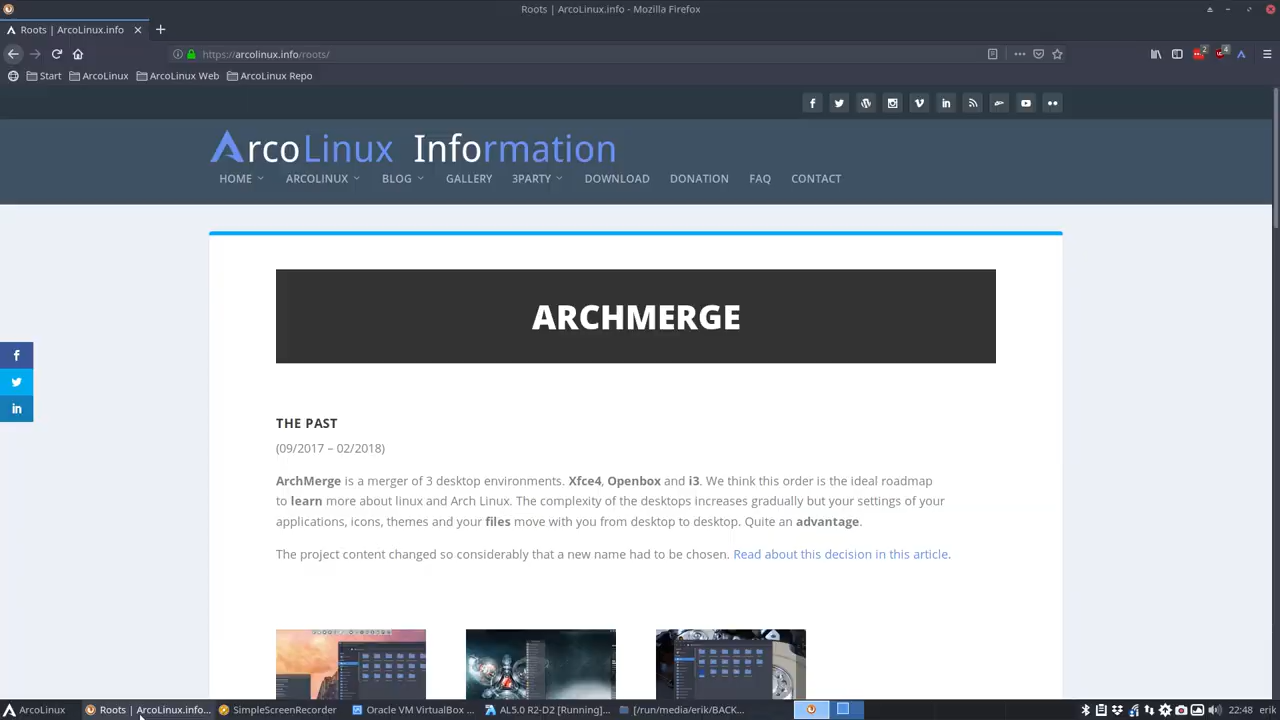 Roots | ArcoLinux.info - Mozilla Firefox
Roots | ArcoLinux.info
https://arcolinux.info/roots/
2
4
Start
ArcoLinux
ArcoLinux Web
ArcoLinux Repo
ArcoLinux Information
HOME
ARCOLINUX
BLOG
GALLERY
3PARTY
DOWNLOAD
DONATION
FAQ
CONTACT
ARCHMERGE
THE PAST
(09/2017 – 02/2018)
ArchMerge is a merger of 3 desktop environments. Xfce4, Openbox and i3. We think this order is the ideal roadmap
to learn more about linux and Arch Linux. The complexity of the desktops increases gradually but your settings of your
applications, icons, themes and your files move with you from desktop to desktop. Quite an advantage.
The project content changed so considerably that a new name had to be chosen. Read about this decision in this article.
ArcoLinux
Roots | ArcoLinux.info...
SimpleScreenRecorder
Oracle VM VirtualBox ...
AL5.0 R2-D2 [Running]...
[/run/media/erik/BACK...
22:48
erik